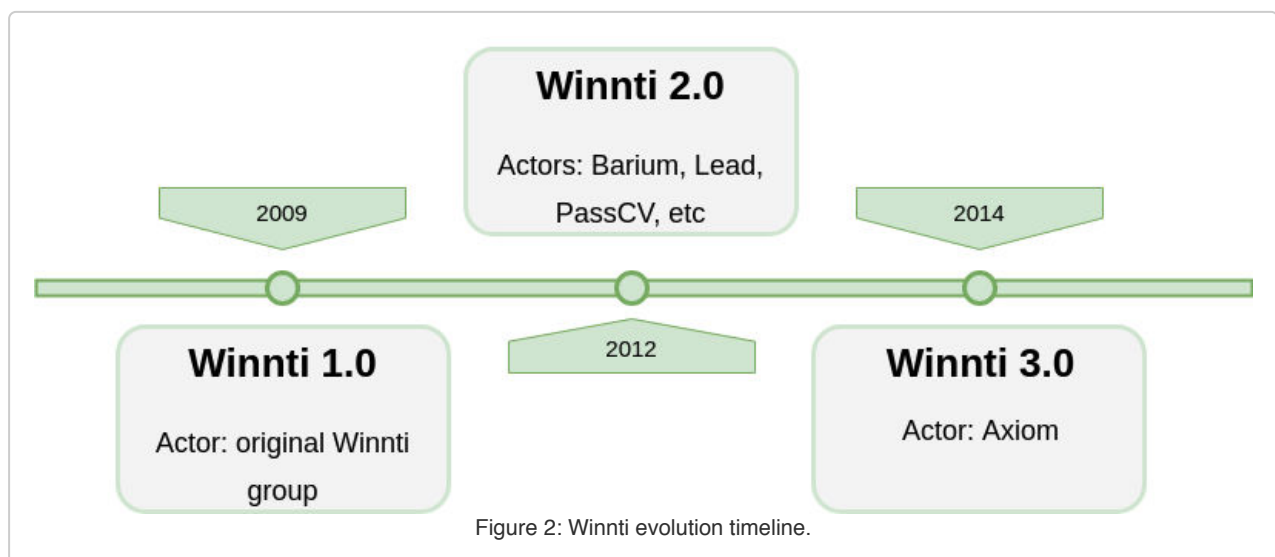 Winnti 2.0
Actors: Barium, Lead,
PassCV, etc
2009
2014
2012
Winnti 1.0
Actor: original Winnti
group
Winnti 3.0
Actor: Axiom
Figure 2: Winnti evolution timeline.